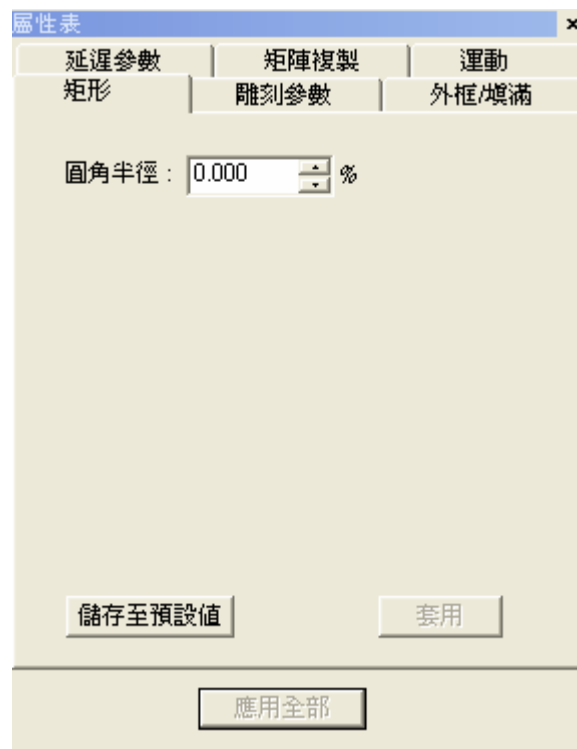 屬性表
延遲參數 矩陣複製 運動
矩形 雕刻參數 外框/填滿
圓角半徑： 0.000 %
儲存至預設值 套用
應用全部